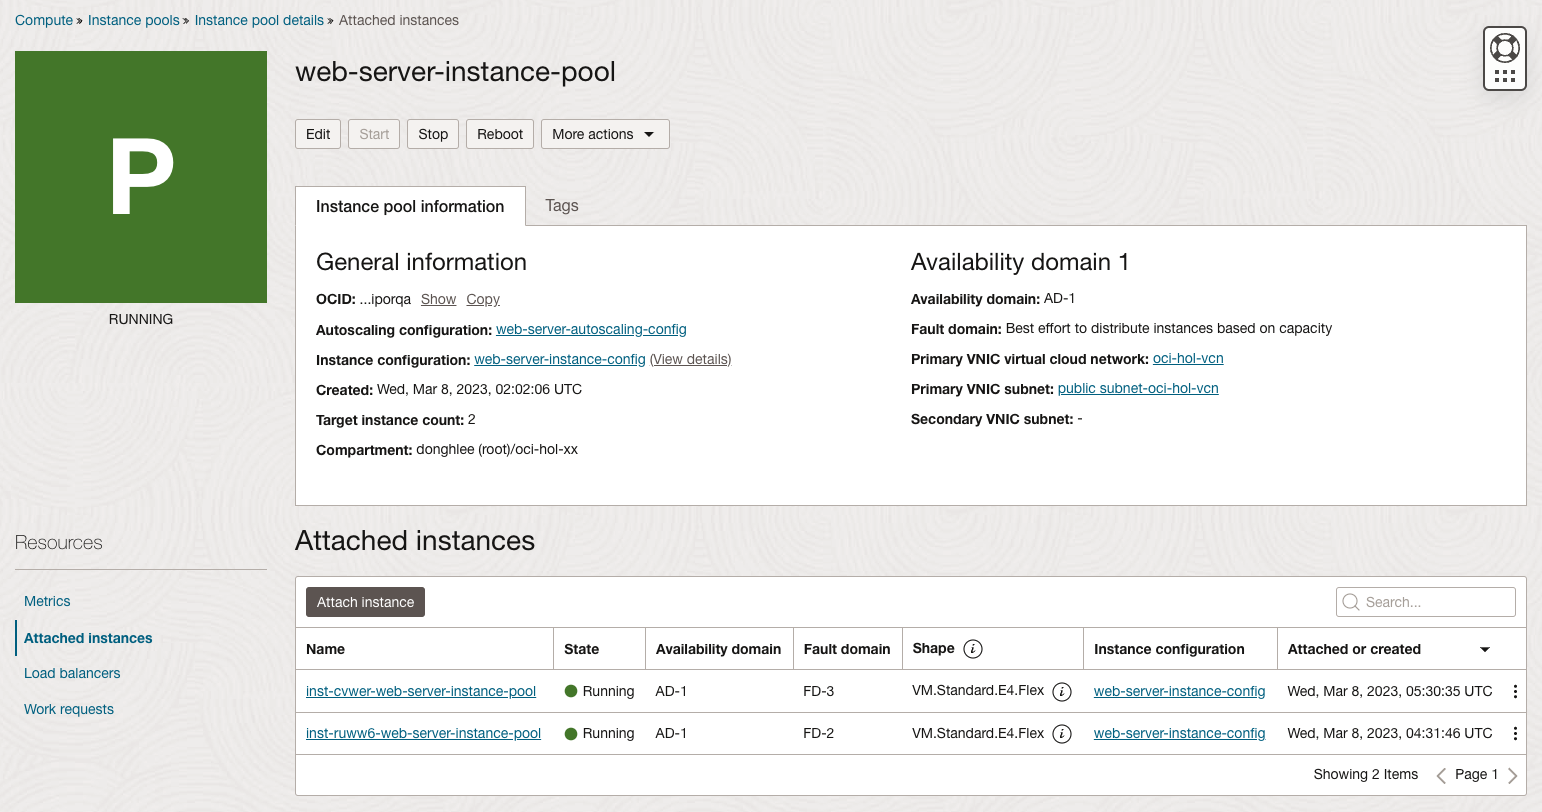 Compute » Instance pools » Instance pool details » Attached instances
P
RUNNING
web-server-instance-pool
Edit Start Stop Reboot More actions
Instance pool information Tags
General information
OCID: ...iporqa Show Copy
Autoscaling configuration: web-server-autoscaling-config
Instance configuration: web-server-instance-config (View details)
Created: Wed, Mar 8, 2023, 02:02:06 UTC
Target instance count: 2
Compartment: donghlee (root)/oci-hol-xx
Availability domain 1
Availability domain: AD-1
Fault domain: Best effort to distribute instances based on capacity
Primary VNIC virtual cloud network: oci-hol-vcn
Primary VNIC subnet: public subnet-oci-hol-vcn
Secondary VNIC subnet: -
Resources
Metrics
Attached instances
Load balancers
Work requests
Attached instances
Attach instance Search...
Name State Availability domain Fault domain Shape i Instance configuration Attached or created
inst-cvwer-web-server-instance-pool Running AD-1 FD-3 VM.Standard.E4.Flex i web-server-instance-config Wed, Mar 8, 2023, 05:30:35 UTC
inst-ruww6-web-server-instance-pool Running AD-1 FD-2 VM.Standard.E4.Flex i web-server-instance-config Wed, Mar 8, 2023, 04:31:46 UTC
Showing 2 Items Page 1